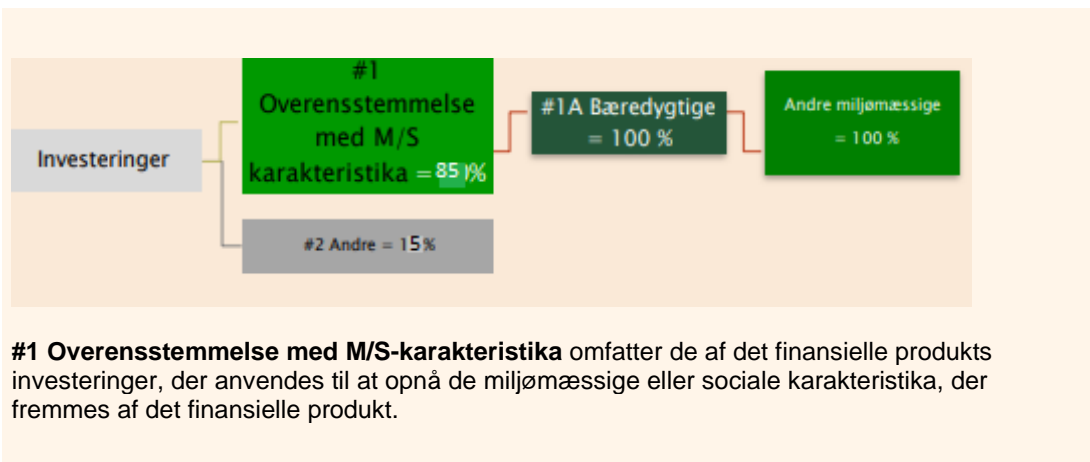 #1
Overensstemmelse
med M/S
karakteristika = 85 )%
#1A Bæredygtige
= 100 %
Andre miljømæssige
= 100 %
Investeringer
#2 Andre = 15%
#1 Overensstemmelse med M/S-karakteristika omfatter de af det finansielle produkts
investeringer, der anvendes til at opnå de miljømæssige eller sociale karakteristika, der
fremmes af det finansielle produkt.